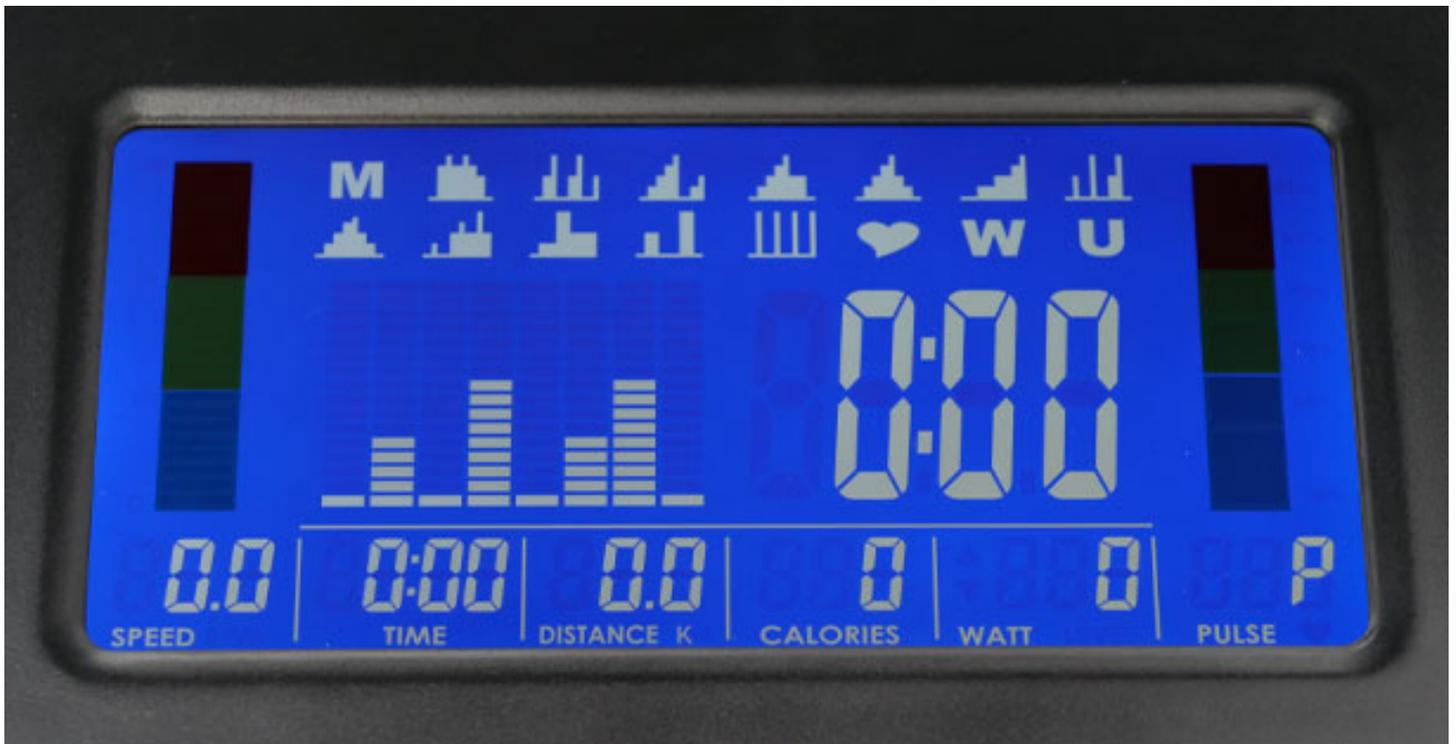 M
W U
0:00
0.0 0:00 0.0 0 0 P
SPEED TIME DISTANCE K CALORIES WATT PULSE